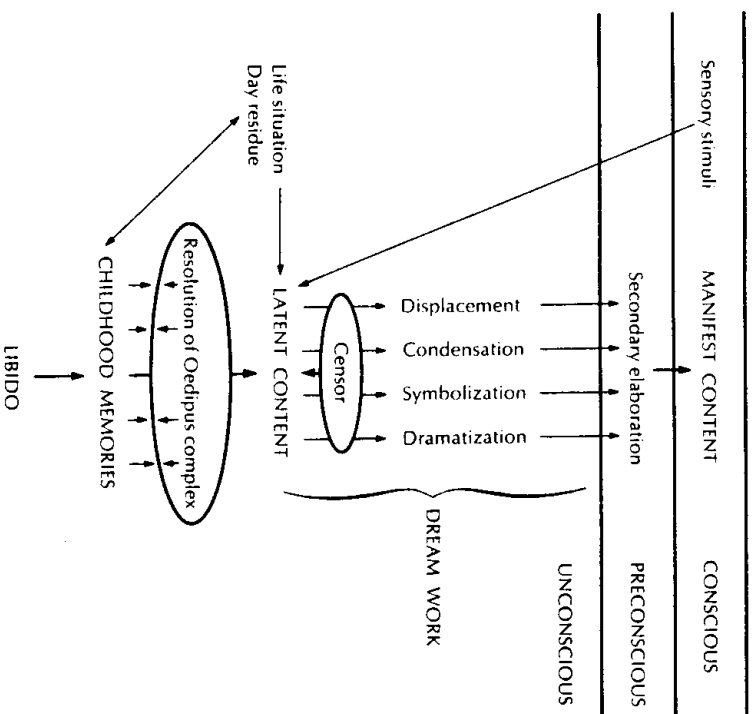 Sensory stimuli
MANIFEST CONTENT
CONSCIOUS
Secondary elaboration
PRECONSCIOUS
UNCONSCIOUS
Displacement
Condensation
Symbolization
Dramatization
DREAM WORK
Censor
Life situation
Day residue
LATENT CONTENT
Resolution of Oedipus complex
CHILDHOOD MEMORIES
LIBIDO